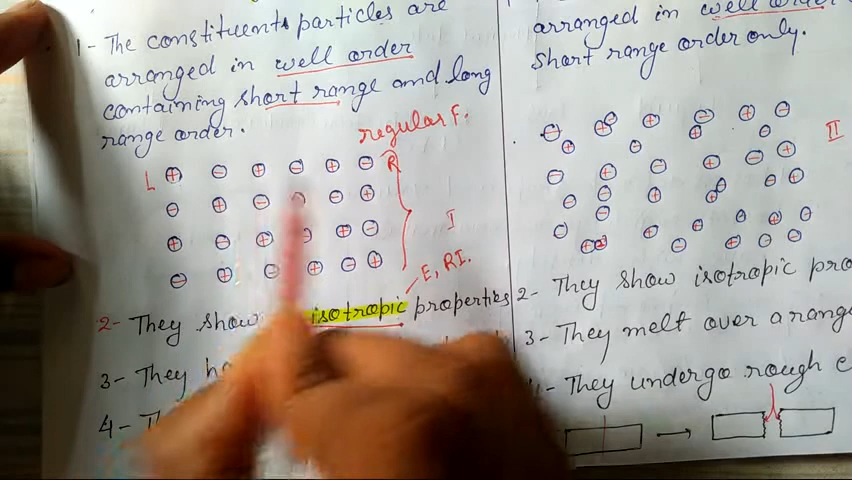 1- The constituents particles are
arranged in well order
containing short range and long
range order.
regular F.
L
R
I
E, RI.
2- They show isotropic properties
3- They
4-
arranged in well order
short range order only.
II
2- They show isotropic
3- They melt over a
4- They undergo rough